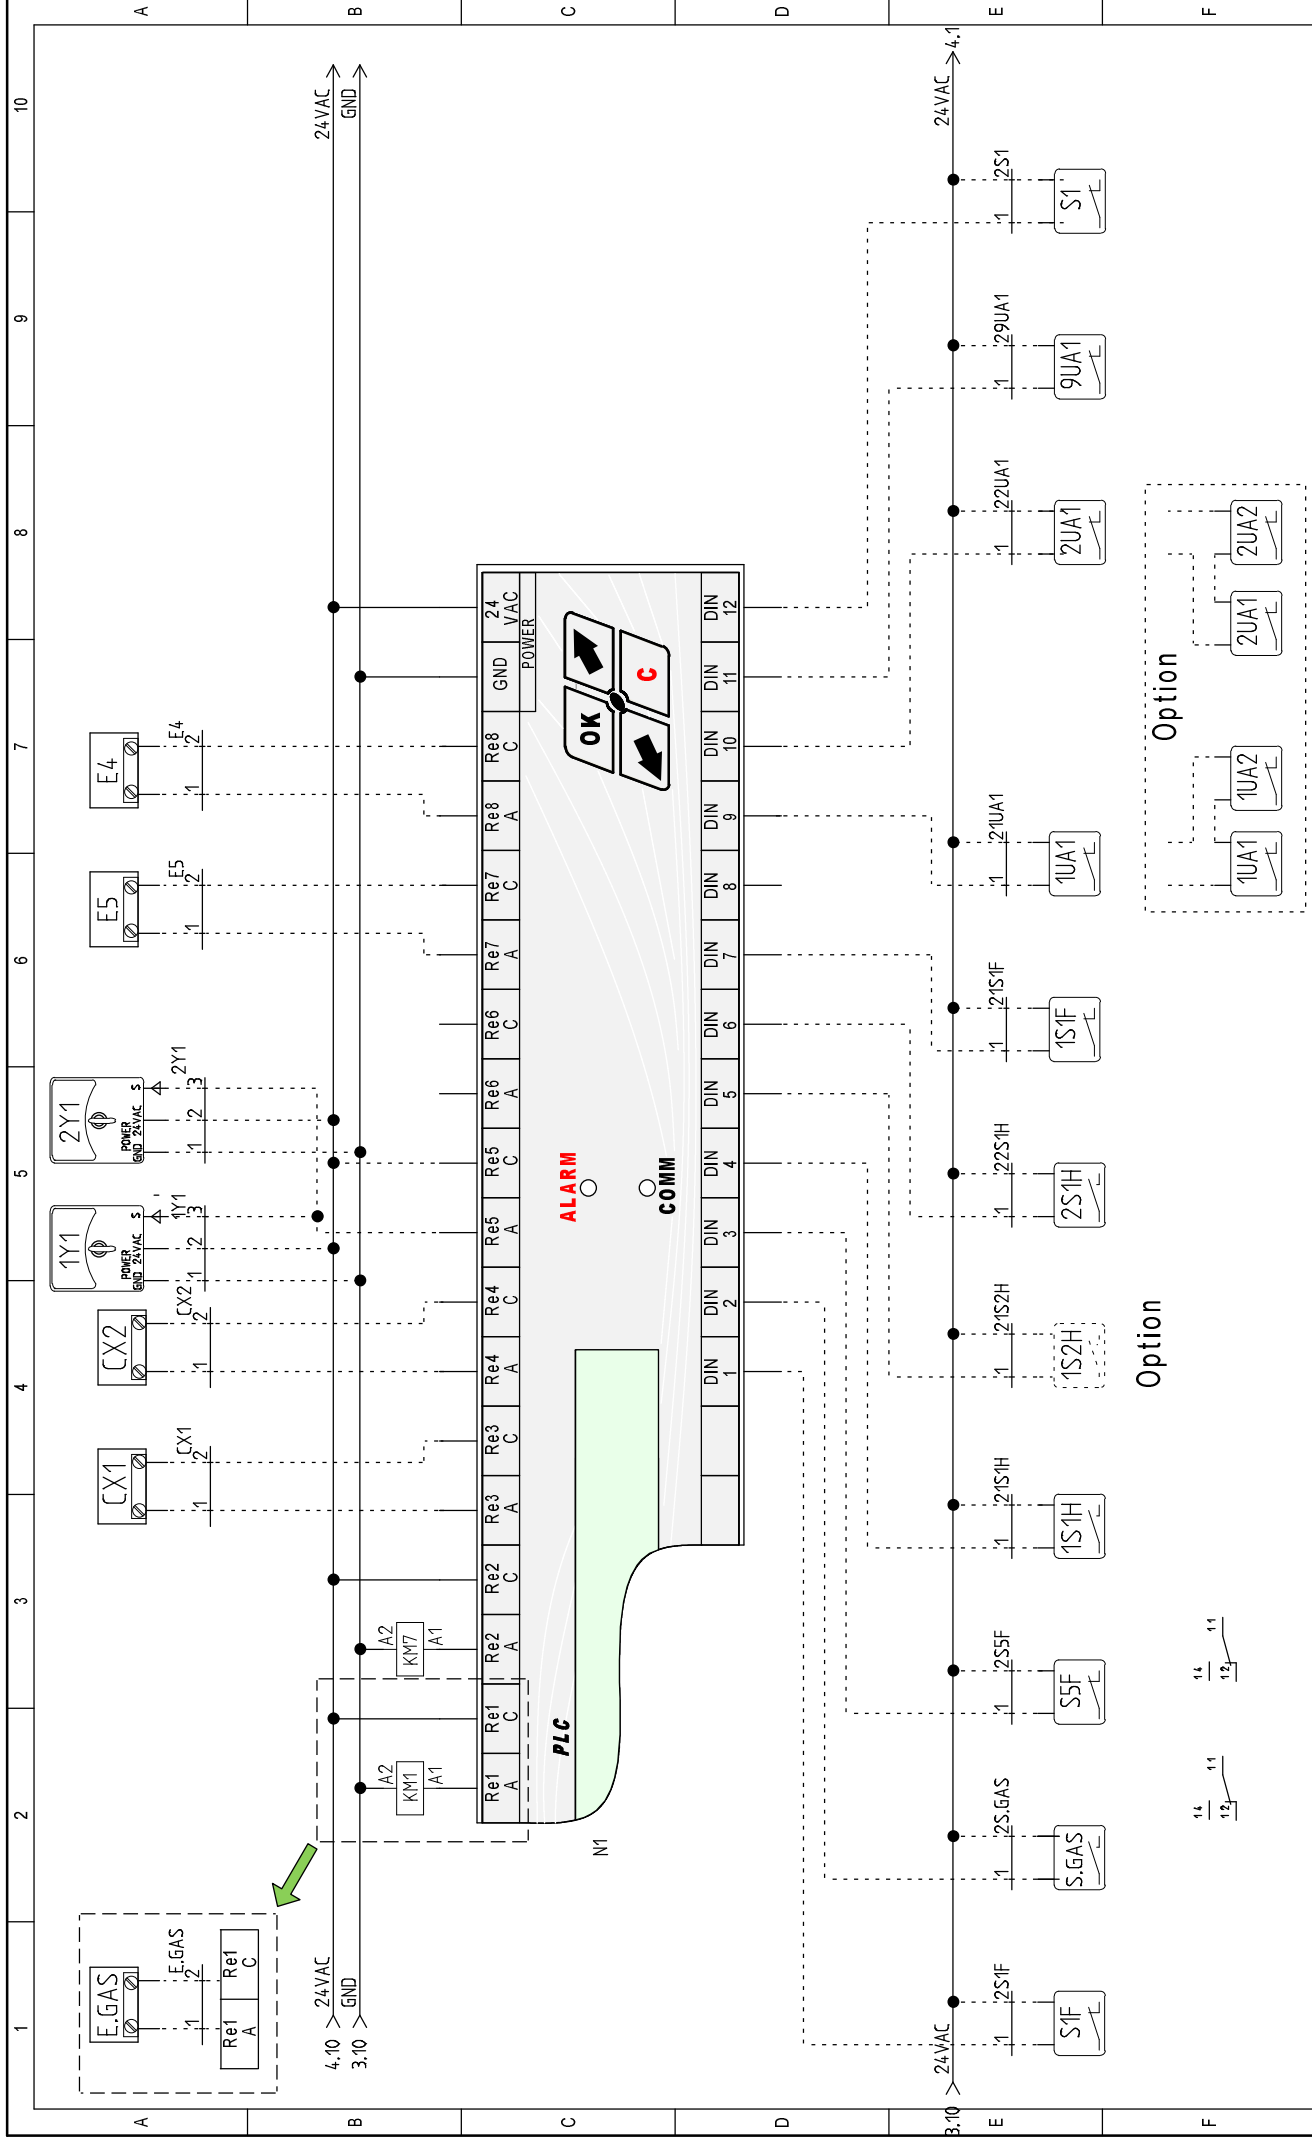 1 2 3 4 5 6 7 8 9 10
A
B
C
D
E
F
E.GAS
1 2 E.GAS
Re1 A
Re1 C
CX1
1 2 CX1
CX2
1 2 CX2
1Y1
POWER
GND 24VAC S
1 2 3 1Y1
2Y1
POWER
GND 24VAC S
1 2 3 2Y1
E5
1 2 E5
E4
1 2 E4
4.10 24VAC
3.10 GND
24VAC
GND
A2 KM1 A1
A2 KM7 A1
Re1 A
Re1 C
Re2 A
Re2 C
Re3 A
Re3 C
Re4 A
Re4 C
Re5 A
Re5 C
Re6 A
Re6 C
Re7 A
Re7 C
Re8 A
Re8 C
GND
24 VAC
POWER
N1
PLC
ALARM
COMM
OK
C
DIN 1
DIN 2
DIN 3
DIN 4
DIN 5
DIN 6
DIN 7
DIN 8
DIN 9
DIN 10
DIN 11
DIN 12
3.10 24VAC
24VAC 4.1
1 2S1F
S1F
1 2S.GAS
S.GAS
1 2S5F
S5F
1 21S1H
1S1H
1 21S2H
1S2H
1 22S1H
2S1H
1 21S1F
1S1F
1 21UA1
1UA1
1 22UA1
2UA1
1 29UA1
9UA1
1 2S1
S1
14 12 11
14 12 11
Option
Option
1UA1
1UA2
2UA1
2UA2
A
B
C
D
E
F